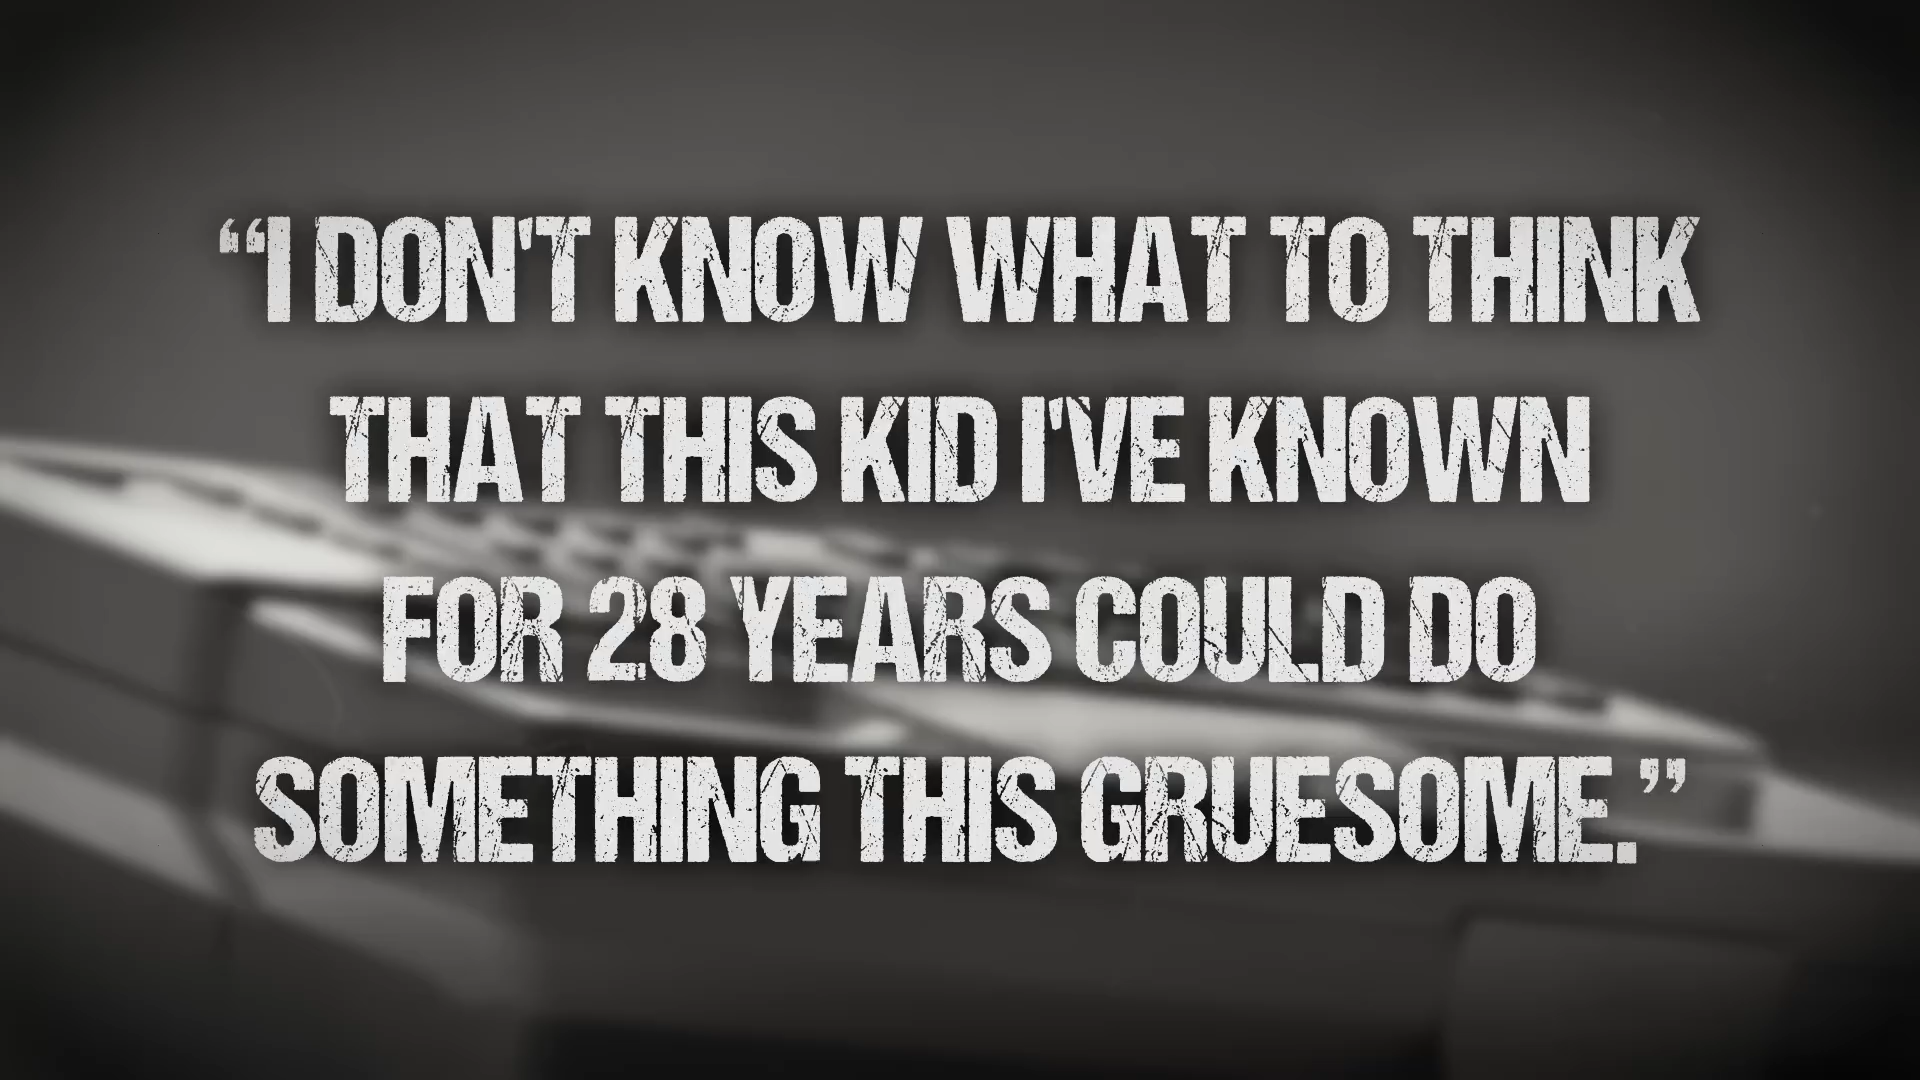 “I DON'T KNOW WHAT TO THINK
THAT THIS KID I'VE KNOWN
FOR 28 YEARS COULD DO
SOMETHING THIS GRUESOME.”